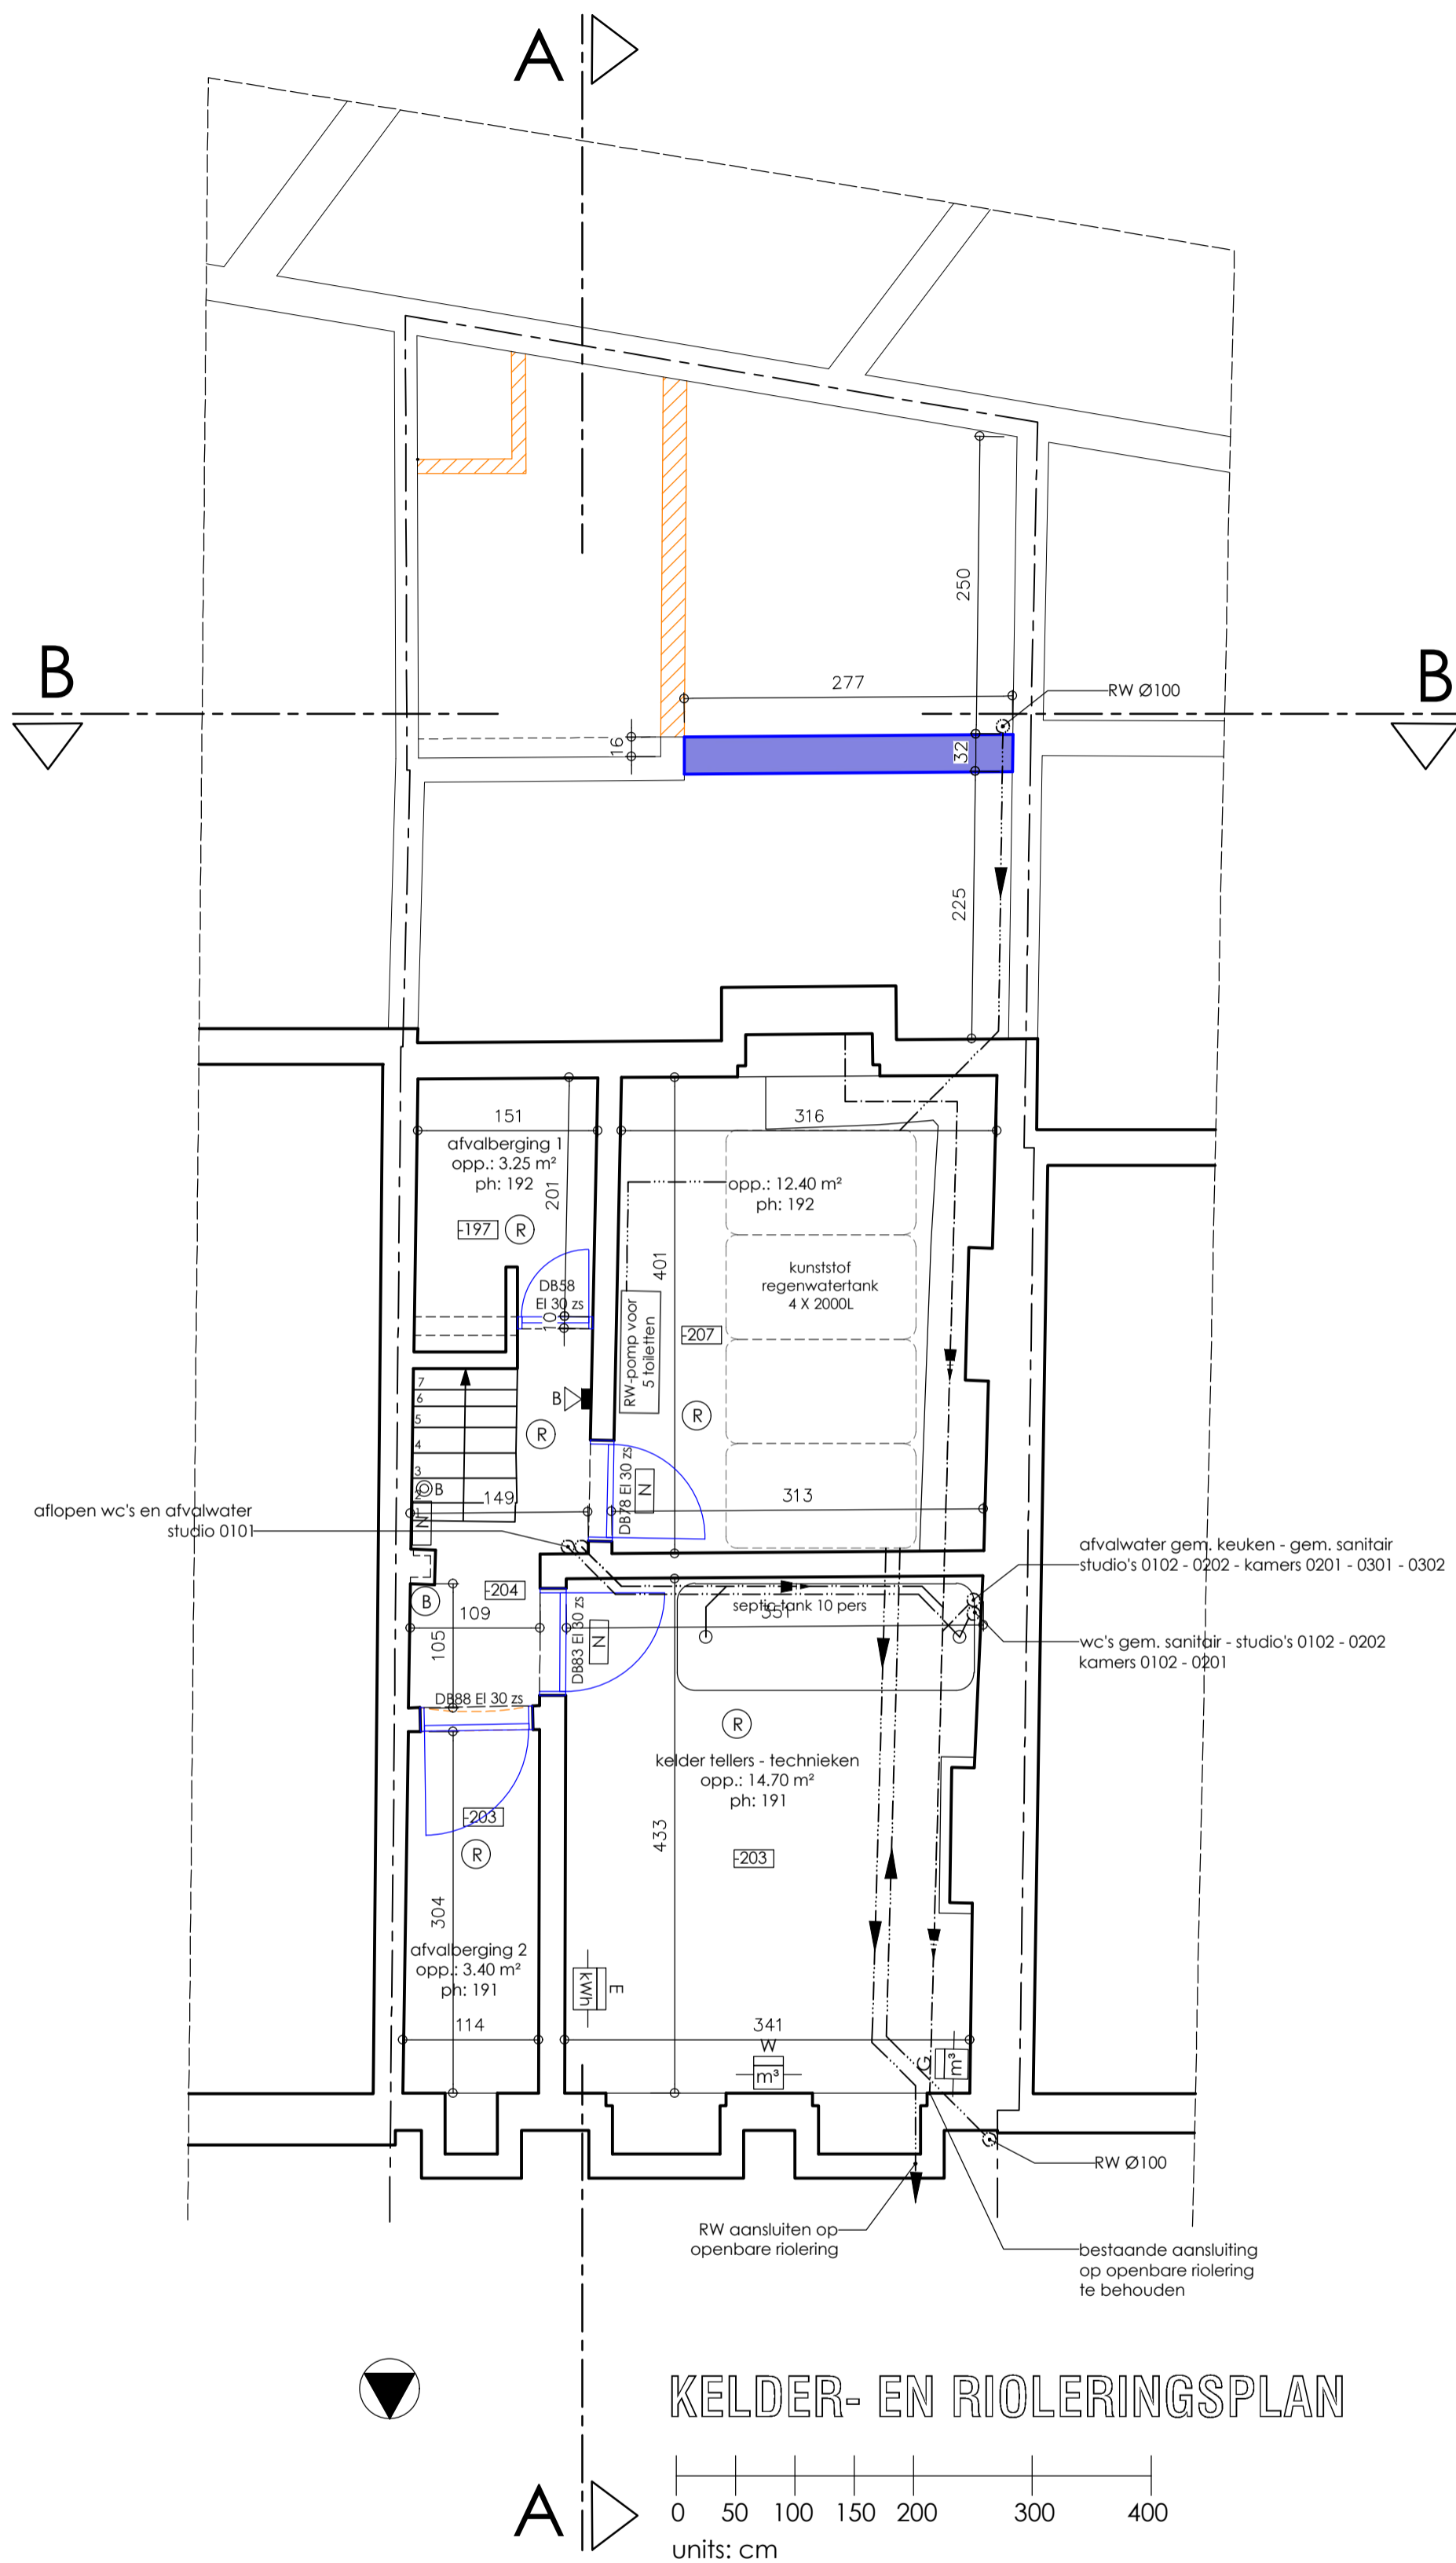 A
B
B
250
277
RW Ø100
16
32
225
151
316
afvalberging 1
opp.: 3.25 m²
ph: 192
201
opp.: 12.40 m²
ph: 192
-197
R
401
kunststof
regenwatertank
4 X 2000L
DB58
EI 30 zs
10
RW-pomp voor
5 toiletten
-207
7
6
5
4
3
2
1
B
R
R
B
149
N
DB78 EI 30 zs
N
313
aflopen wc's en afvalwater
studio 0101
afvalwater gem. keuken - gem. sanitair
studio's 0102 - 0202 - kamers 0201 - 0301 - 0302
-204
B
109
105
septic tank 10 pers
351
DB83 EI 30 zs
N
wc's gem. sanitair - studio's 0102 - 0202
kamers 0102 - 0201
DB88 EI 30 zs
R
kelder tellers - technieken
opp.: 14.70 m²
ph: 191
-203
R
433
-203
304
afvalberging 2
opp.: 3.40 m²
ph: 191
kWh
E
114
341
W
m³
G
m³
RW Ø100
RW aansluiten op
openbare riolering
bestaande aansluiting
op openbare riolering
te behouden
KELDER- EN RIOLERINGSPLAN
A
0 50 100 150 200 300 400
units: cm